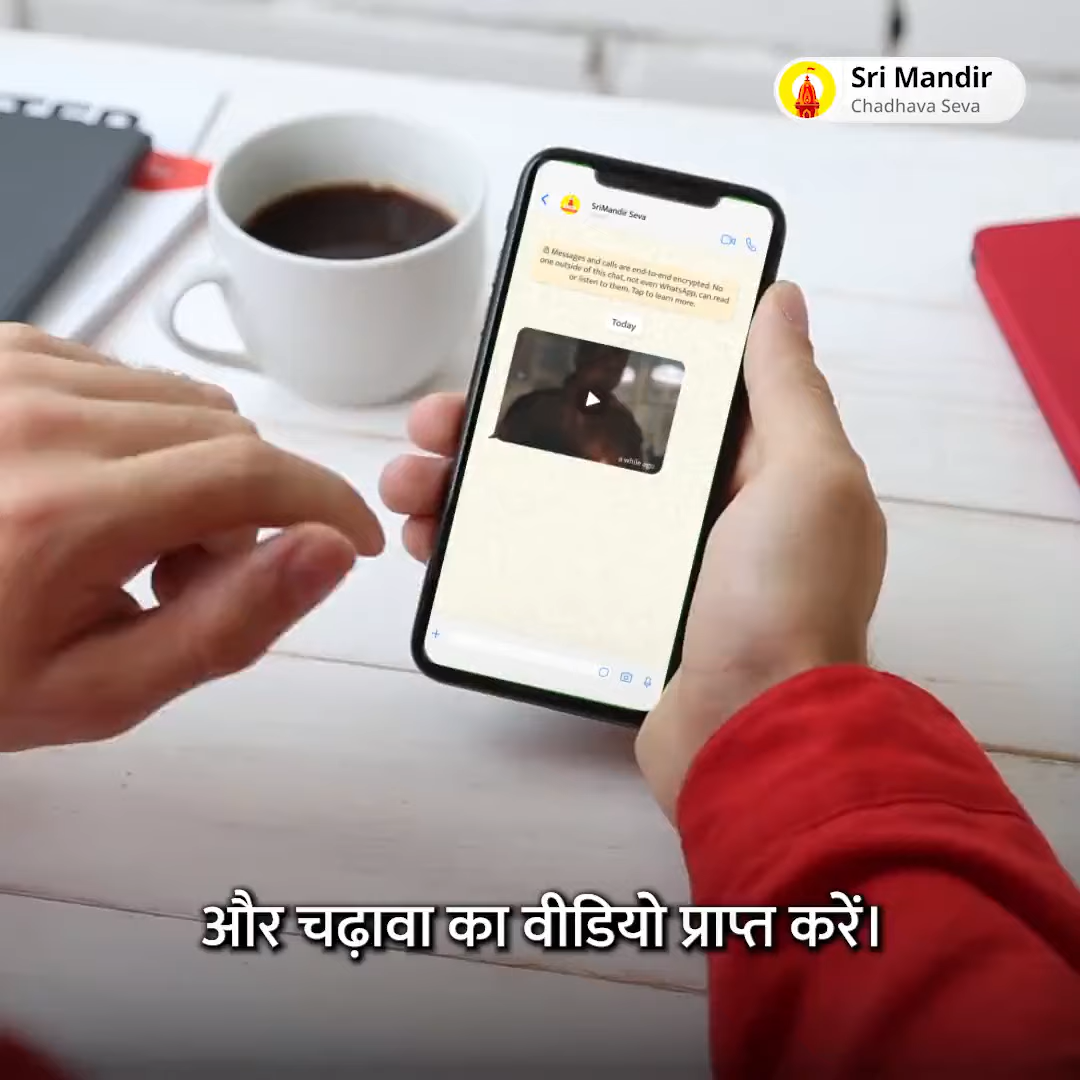 Sri Mandir
Chadhava Seva
SriMandir Seva
Messages and calls are end-to-end encrypted. No
one outside of this chat, not even WhatsApp, can read
or listen to them. Tap to learn more.
Today
a while ago
और चढ़ावा का वीडियो प्राप्त करें।